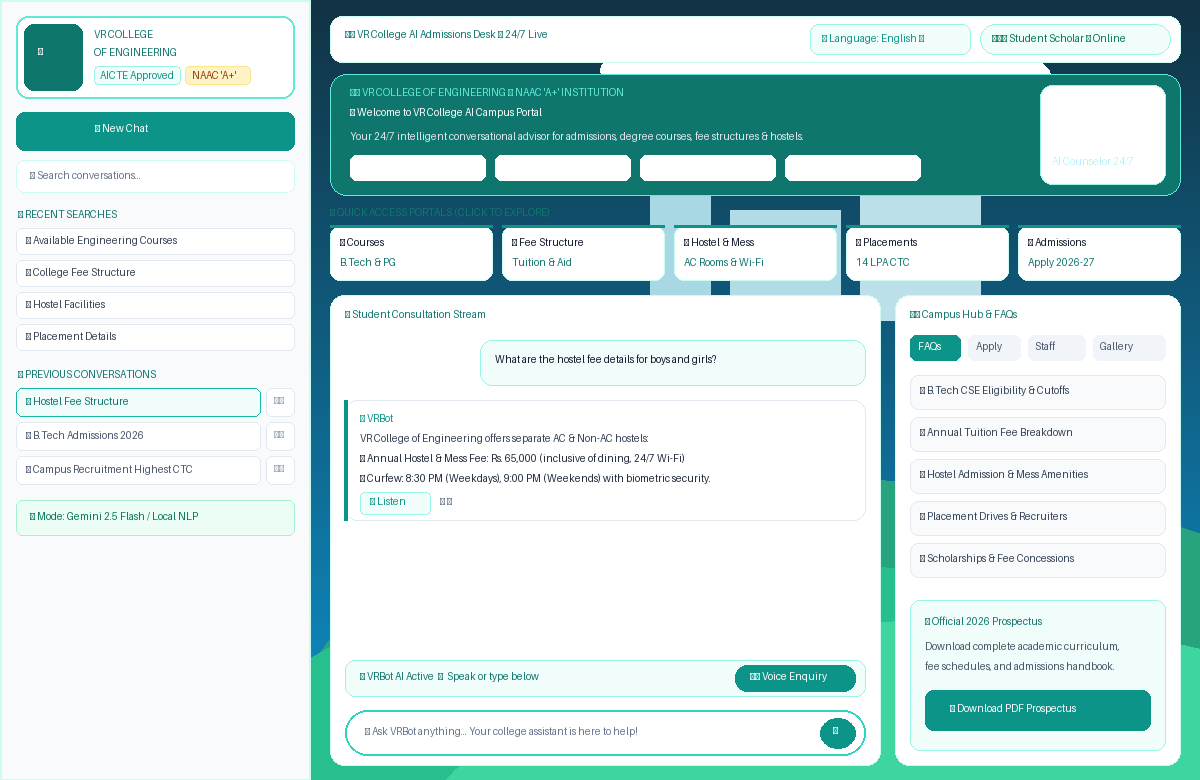 VR COLLEGE
OF ENGINEERING
AICTE Approved
NAAC 'A+'
New Chat
Search conversations...
RECENT SEARCHES
Available Engineering Courses
College Fee Structure
Hostel Facilities
Placement Details
PREVIOUS CONVERSATIONS
Hostel Fee Structure
B.Tech Admissions 2026
Campus Recruitment Highest CTC
Mode: Gemini 2.5 Flash / Local NLP
VR College AI Admissions Desk 24/7 Live
Language: English
Student Scholar Online
VR COLLEGE OF ENGINEERING NAAC 'A+' INSTITUTION
Welcome to VR College AI Campus Portal
Your 24/7 intelligent conversational advisor for admissions, degree courses, fee structures & hostels.
AI Counselor 24/7
QUICK ACCESS PORTALS (CLICK TO EXPLORE)
Courses
B.Tech & PG
Fee Structure
Tuition & Aid
Hostel & Mess
AC Rooms & Wi-Fi
Placements
14 LPA CTC
Admissions
Apply 2026-27
Student Consultation Stream
What are the hostel fee details for boys and girls?
VRBot
VR College of Engineering offers separate AC & Non-AC hostels:
Annual Hostel & Mess Fee: Rs. 65,000 (inclusive of dining, 24/7 Wi-Fi)
Curfew: 8:30 PM (Weekdays), 9:00 PM (Weekends) with biometric security.
Listen
VRBot AI Active Speak or type below
Voice Enquiry
Ask VRBot anything... Your college assistant is here to help!
Campus Hub & FAQs
FAQs
Apply
Staff
Gallery
B.Tech CSE Eligibility & Cutoffs
Annual Tuition Fee Breakdown
Hostel Admission & Mess Amenities
Placement Drives & Recruiters
Scholarships & Fee Concessions
Official 2026 Prospectus
Download complete academic curriculum,
fee schedules, and admissions handbook.
Download PDF Prospectus